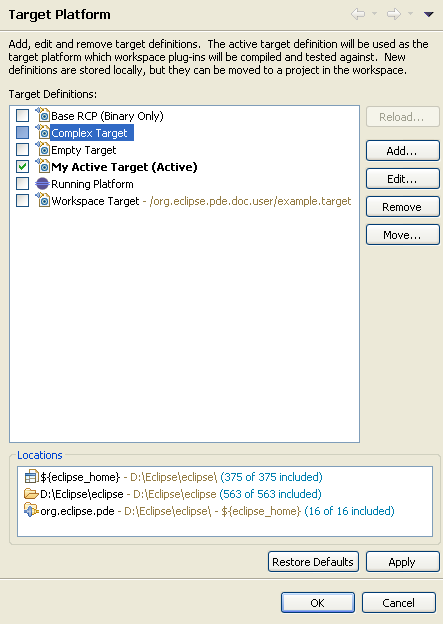 Target Platform
Add, edit and remove target definitions.  The active target definition will be used as the
target platform which workspace plug-ins will be compiled and tested against.  New
definitions are stored locally, but they can be moved to a project in the workspace.
Target Definitions:
Base RCP (Binary Only)
Complex Target
Empty Target
My Active Target (Active)
Running Platform
Workspace Target - /org.eclipse.pde.doc.user/example.target
Reload...
Add...
Edit...
Remove
Move...
Locations
${eclipse_home} - D:\Eclipse\eclipse\ (375 of 375 included)
D:\Eclipse\eclipse - D:\Eclipse\eclipse (563 of 563 included)
org.eclipse.pde - D:\Eclipse\eclipse\ - ${eclipse_home} (16 of 16 included)
Restore Defaults
Apply
OK
Cancel